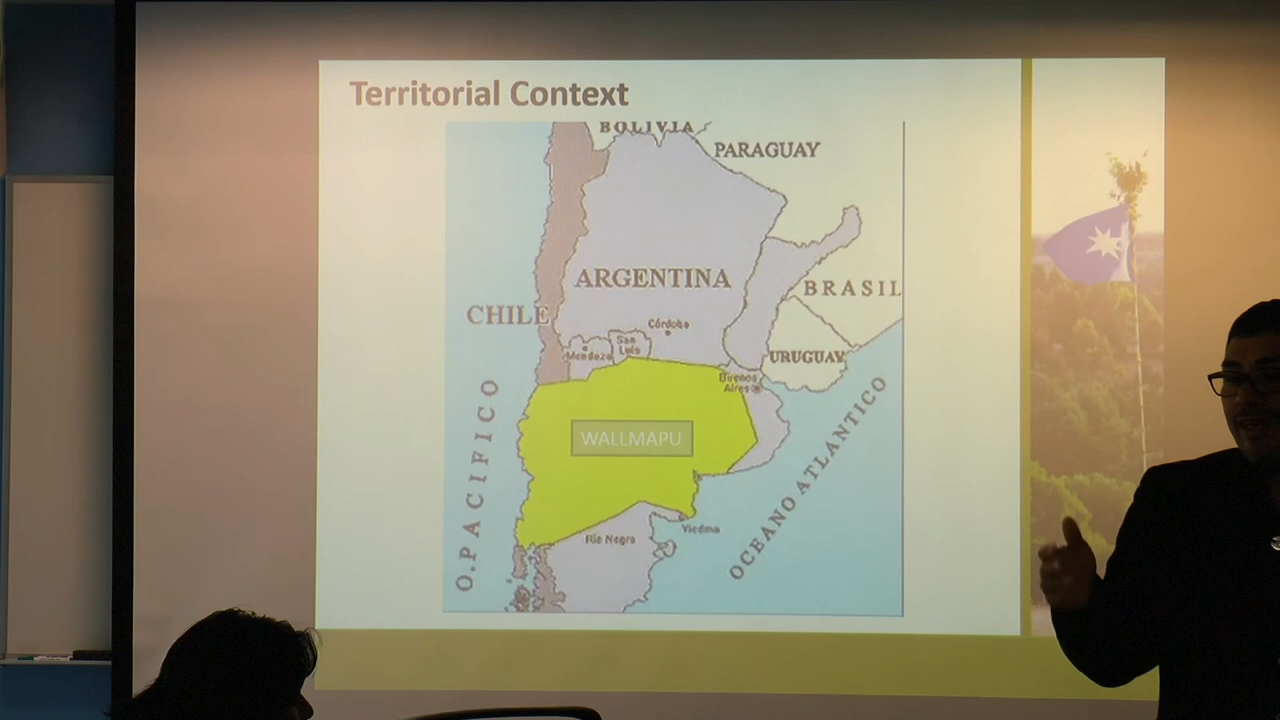 Territorial Context
BOLIVIA
PARAGUAY
ARGENTINA
BRASIL
CHILE
Córdoba
San
Luis
Mendoza
URUGUAY
Buenos
Aires
WALLMAPU
O.PACIFICO
OCEANO ATLANTICO
Viedma
Río Negro